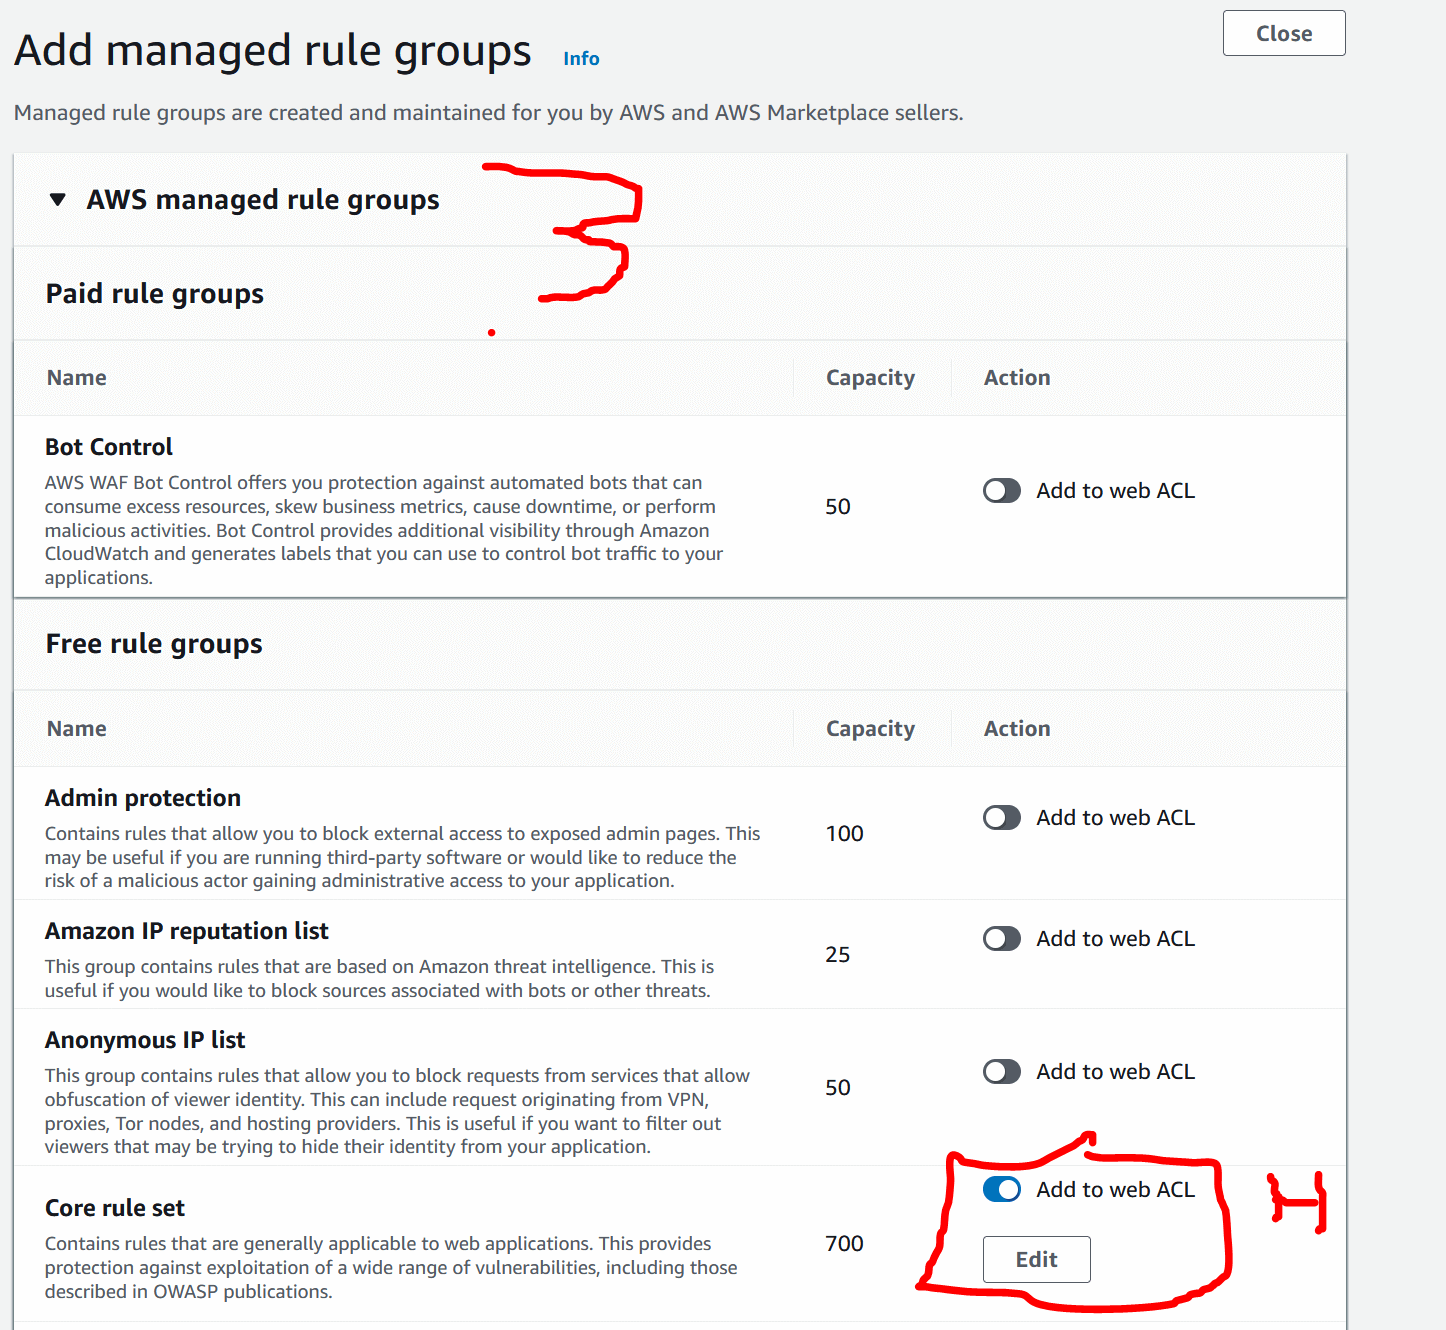 Close
Add managed rule groups Info
Managed rule groups are created and maintained for you by AWS and AWS Marketplace sellers.
▼ AWS managed rule groups
3
Paid rule groups
Name Capacity Action
Bot Control
AWS WAF Bot Control offers you protection against automated bots that can
consume excess resources, skew business metrics, cause downtime, or perform
malicious activities. Bot Control provides additional visibility through Amazon
CloudWatch and generates labels that you can use to control bot traffic to your
applications.
50
Add to web ACL
Free rule groups
Name Capacity Action
Admin protection
Contains rules that allow you to block external access to exposed admin pages. This
may be useful if you are running third-party software or would like to reduce the
risk of a malicious actor gaining administrative access to your application.
100
Add to web ACL
Amazon IP reputation list
This group contains rules that are based on Amazon threat intelligence. This is
useful if you would like to block sources associated with bots or other threats.
25
Add to web ACL
Anonymous IP list
This group contains rules that allow you to block requests from services that allow
obfuscation of viewer identity. This can include request originating from VPN,
proxies, Tor nodes, and hosting providers. This is useful if you want to filter out
viewers that may be trying to hide their identity from your application.
50
Add to web ACL
Core rule set
Contains rules that are generally applicable to web applications. This provides
protection against exploitation of a wide range of vulnerabilities, including those
described in OWASP publications.
700
Add to web ACL
Edit
4